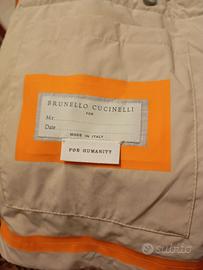 BRUNELLO CUCINELLI
FOR
Mr.
Date
MADE IN ITALY
FOR HUMANITY
subito